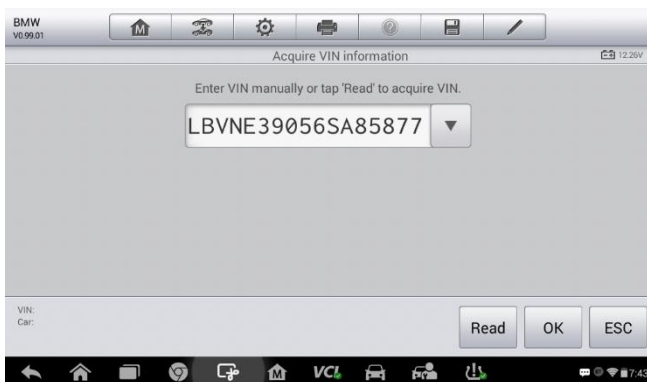 BMW
V0.99.01
Acquire VIN information
12.26V
Enter VIN manually or tap 'Read' to acquire VIN.
LBVNE39056SA85877
VIN:
Car:
Read
OK
ESC
VCI
7:43